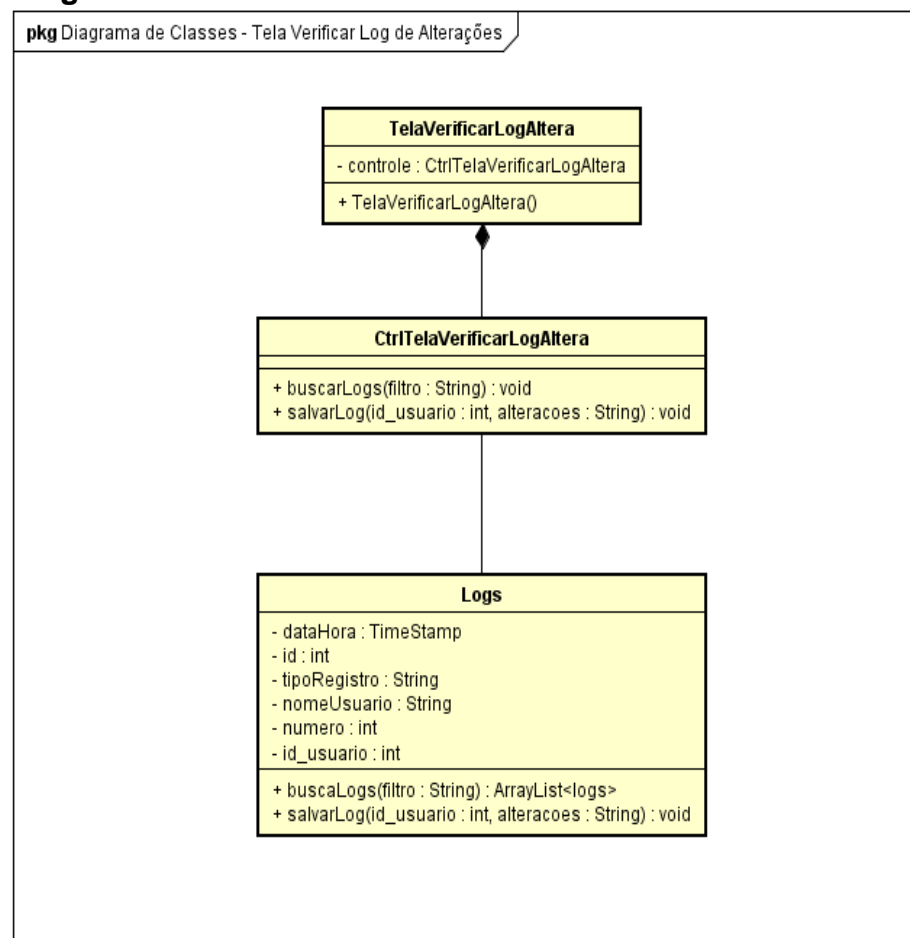 pkg Diagrama de Classes - Tela Verificar Log de Alterações
TelaVerificarLogAltera
- controle : CtrlTelaVerificarLogAltera
+ TelaVerificarLogAltera()
CtrlTelaVerificarLogAltera
+ buscarLogs(filtro : String) : void
+ salvarLog(id_usuario : int, alteracoes : String) : void
Logs
- dataHora : TimeStamp
- id : int
- tipoRegistro : String
- nomeUsuario : String
- numero : int
- id_usuario : int
+ buscaLogs(filtro : String) : ArrayList<logs>
+ salvarLog(id_usuario : int, alteracoes : String) : void